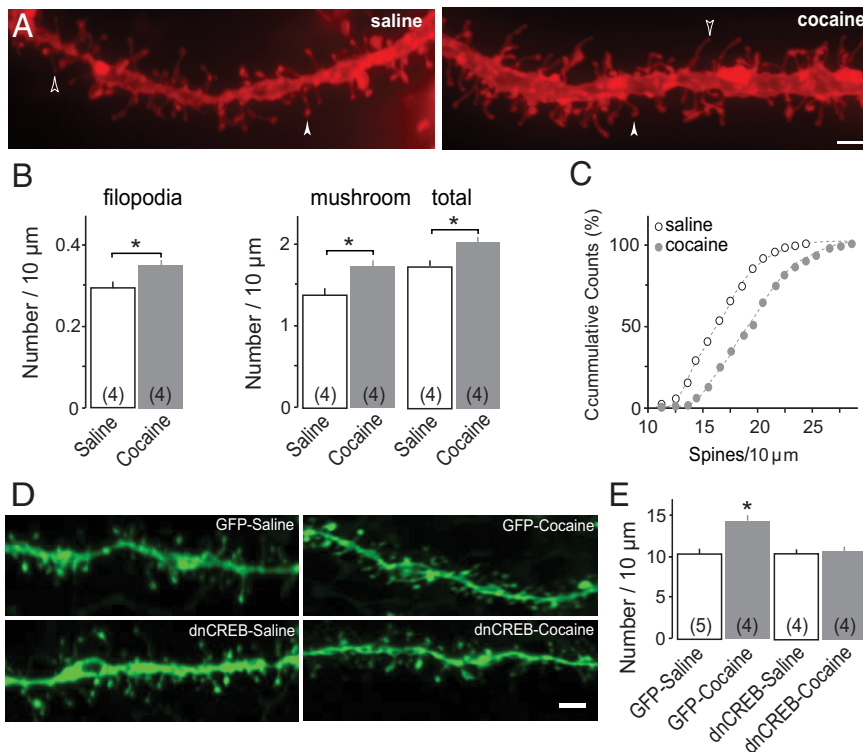 A
saline
cocaine
B
filopodia
mushroom
total
Number / 10 µm
0.4
0.2
0
*
(4)
(4)
Saline
Cocaine
Number / 10 µm
2
1
0
*
*
(4)
(4)
(4)
(4)
Saline
Cocaine
Saline
Cocaine
C
saline
cocaine
Ccummulative Counts (%)
100
50
0
10
15
20
25
Spines/10 µm
D
GFP-Saline
GFP-Cocaine
dnCREB-Saline
dnCREB-Cocaine
E
Number / 10 µm
15
10
5
0
*
(5)
(4)
(4)
(4)
GFP-Saline
GFP-Cocaine
dnCREB-Saline
dnCREB-Cocaine